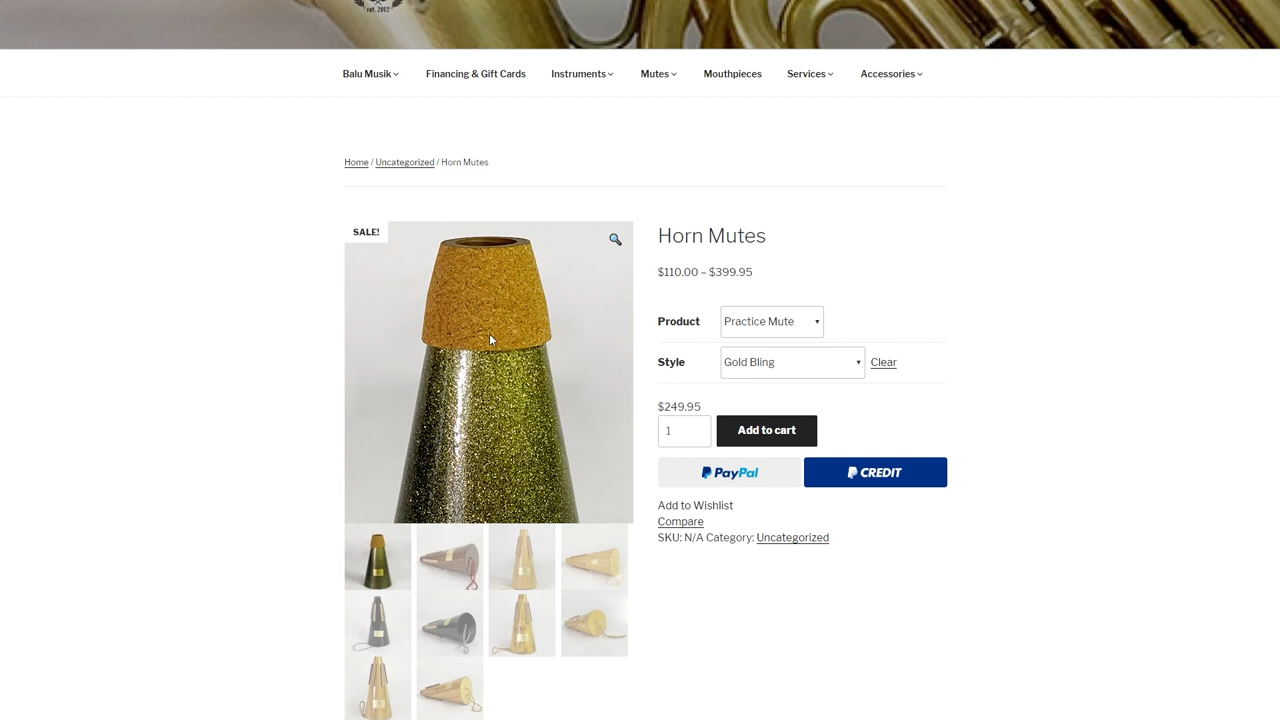 est. 2012
Balu Musik
Financing & Gift Cards
Instruments
Mutes
Mouthpieces
Services
Accessories
Home / Uncategorized / Horn Mutes
SALE!
Horn Mutes
$110.00 – $399.95
Product Practice Mute
Style Gold Bling Clear
$249.95
1 Add to cart
PayPal CREDIT
Add to Wishlist
Compare
SKU: N/A Category: Uncategorized